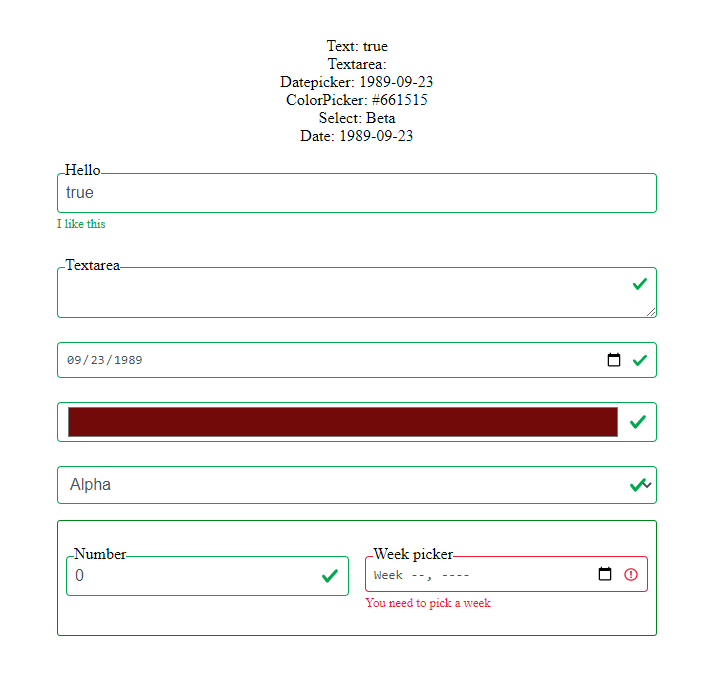 Text: true
Textarea:
Datepicker: 1989-09-23
ColorPicker: #661515
Select: Beta
Date: 1989-09-23
Hello
true
I like this
Textarea
09/23/1989
Alpha
Number
0
Week picker
Week --, ----
You need to pick a week